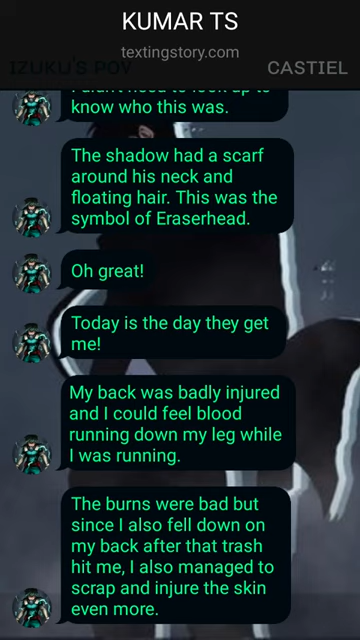 KUMAR TS
textingstory.com
IZUKU'S POV
CASTIEL
I didn't need to look up to
know who this was.
The shadow had a scarf
around his neck and
floating hair. This was the
symbol of Eraserhead.
Oh great!
Today is the day they get
me!
My back was badly injured
and I could feel blood
running down my leg while
I was running.
The burns were bad but
since I also fell down on
my back after that trash
hit me, I also managed to
scrap and injure the skin
even more.